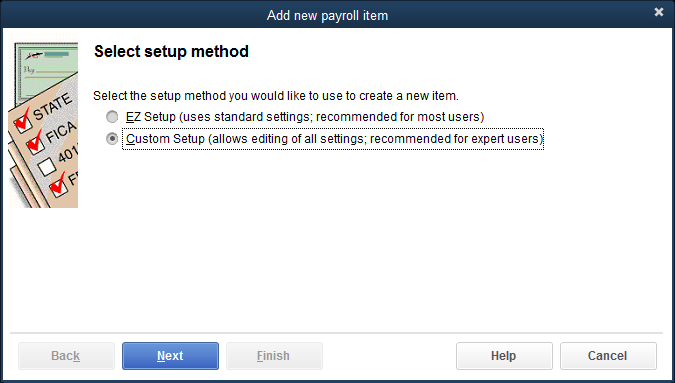 Add new payroll item
Select setup method
Select the setup method you would like to use to create a new item.
EZ Setup (uses standard settings; recommended for most users)
Custom Setup (allows editing of all settings; recommended for expert users)
Pay
STATE
FICA
401
F
Back
Next
Finish
Help
Cancel